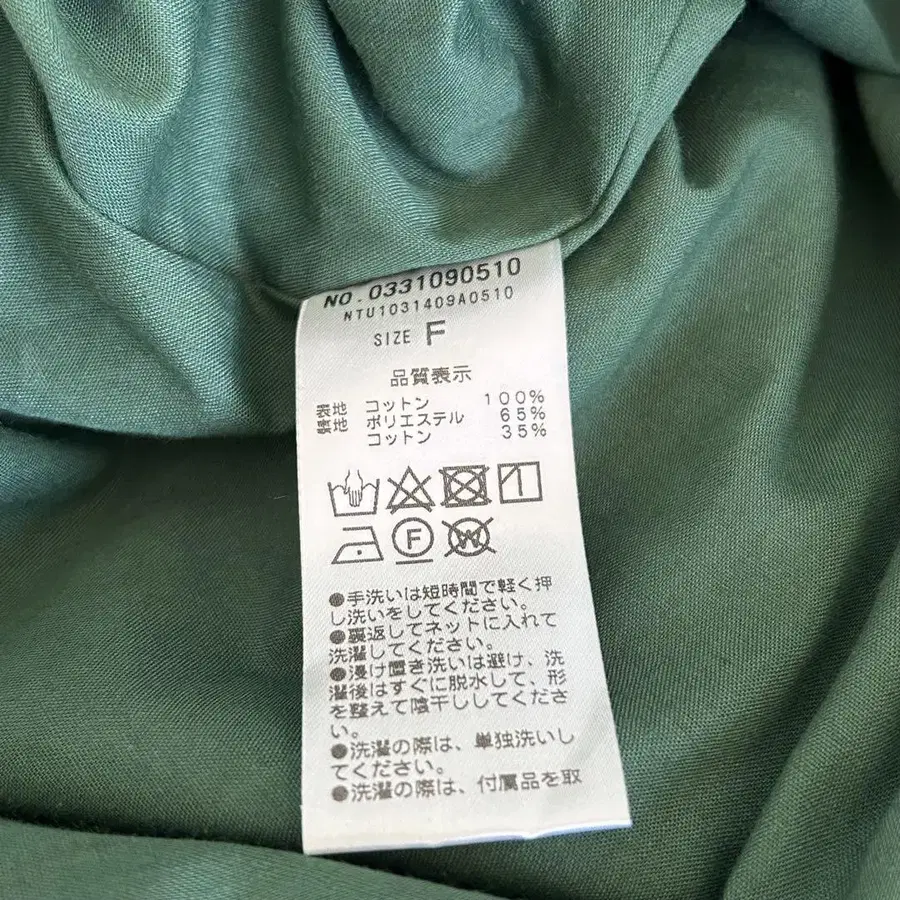 NO. 0331090510
NTU1031409A0510
SIZE F
品質表示
表地 コットン 100%
ポリエステル 65%
コットン 35%
F
W
●手洗いは短時間で軽く押
し洗いをしてください。
●裏返してネットに入れて
洗濯してください。
●浸け置き洗いは避け、洗
濯後はすぐに脱水して、形
を整えて陰干ししてくださ
い。
●洗濯の際は、単独洗いし
てください。
●洗濯の際は、付属品を取